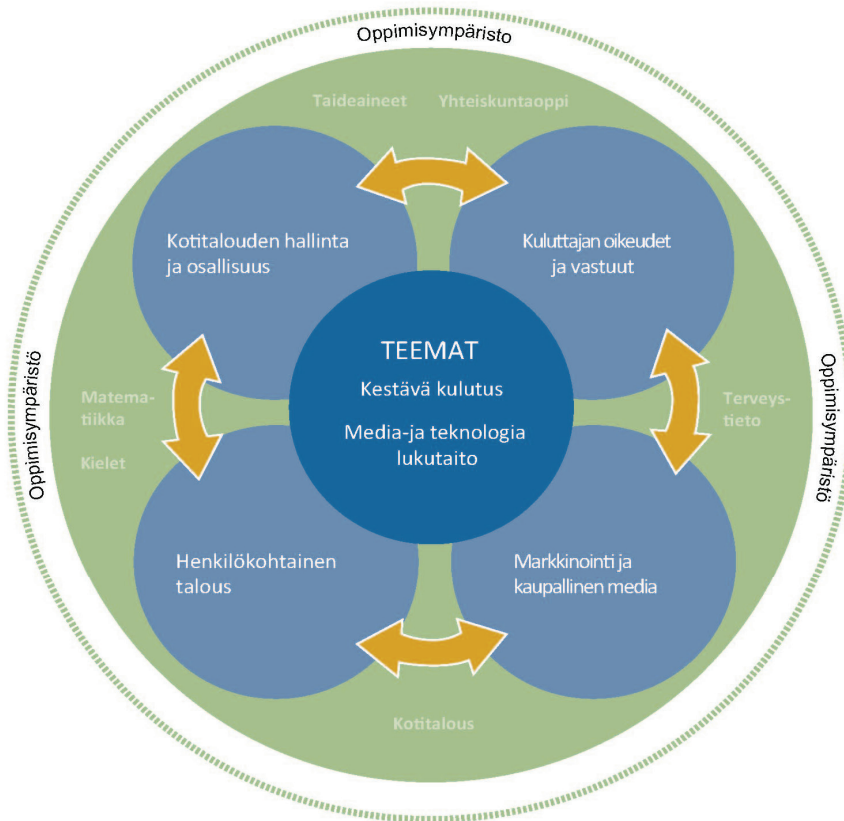 Oppimisympäristo
Taideaineet
Yhteiskuntaoppi
Kotitalouden hallinta
ja osallisuus
Kuluttajan oikeudet
ja vastuut
TEEMAT
Kestävä kulutus
Media-ja teknologia
lukutaito
Oppimisympäristö
Matema-
tiikka
Kielet
Terveys-
tieto
Oppimisympäristö
Henkilökohtainen
talous
Markkinointi ja
kaupallinen media
Kotitalous